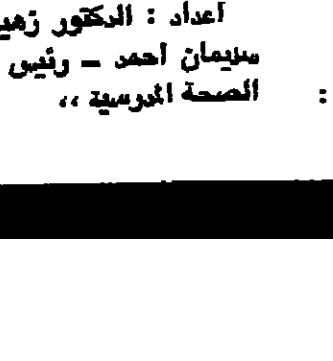 اعداد : الدكتور زهير
سليمان احمد – رئيس
الصحة المدرسية ،،
: